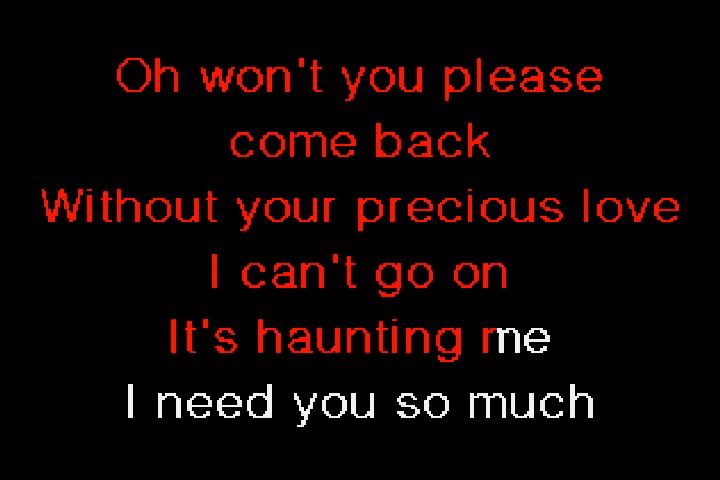 Oh won't you please
come back
Without your precious love
I can't go on
It's haunting me
I need you so much